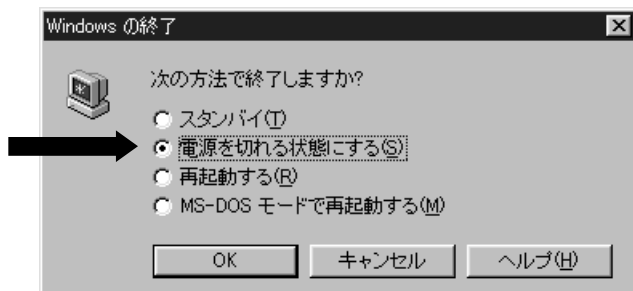 Windows の終了
次の方法で終了しますか?
スタンバイ(T)
電源を切れる状態にする(S)
再起動する(R)
MS-DOS モードで再起動する(M)
OK キャンセル ヘルプ(H)